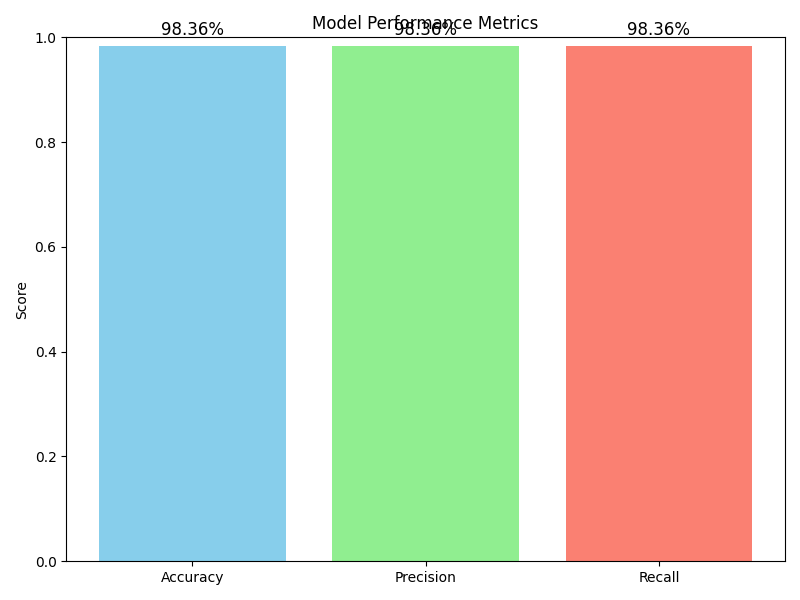 Model Performance Metrics
98.36%
98.36%
98.36%
1.0
0.8
0.6
0.4
0.2
0.0
Score
Accuracy
Precision
Recall